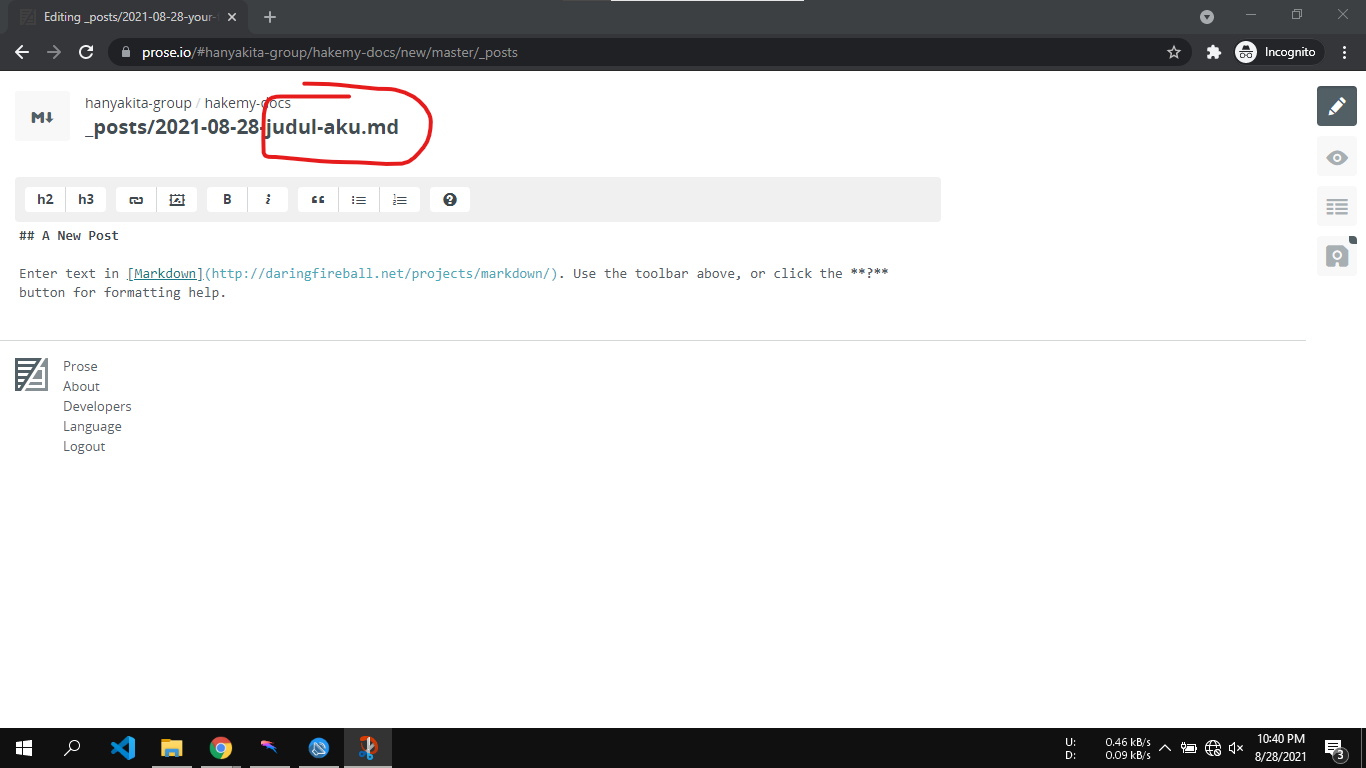 Editing _posts/2021-08-28-your-
prose.io/#hanyakita-group/hakemy-docs/new/master/_posts
Incognito
M
hanyakita-group / hakemy-docs
_posts/2021-08-28-judul-aku.md
h2 h3 B i ?
## A New Post
Enter text in [Markdown](http://daringfireball.net/projects/markdown/). Use the toolbar above, or click the **?**
button for formatting help.
Prose
About
Developers
Language
Logout
U: 0.46 kB/s
D: 0.09 kB/s
10:40 PM
8/28/2021
3